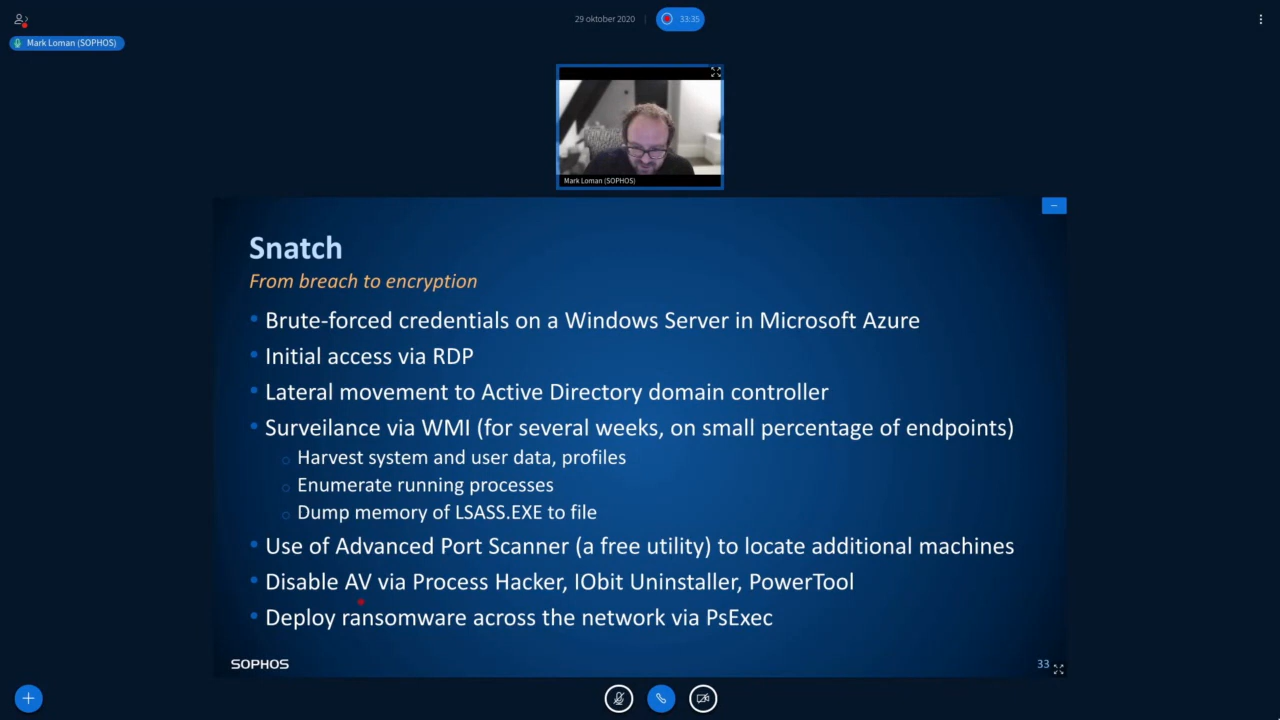 29 oktober 2020
33:35
Mark Loman (SOPHOS)
Mark Loman (SOPHOS)
Snatch
From breach to encryption
Brute-forced credentials on a Windows Server in Microsoft Azure
Initial access via RDP
Lateral movement to Active Directory domain controller
Surveilance via WMI (for several weeks, on small percentage of endpoints)
Harvest system and user data, profiles
Enumerate running processes
Dump memory of LSASS.EXE to file
Use of Advanced Port Scanner (a free utility) to locate additional machines
Disable AV via Process Hacker, IObit Uninstaller, PowerTool
Deploy ransomware across the network via PsExec
SOPHOS
33